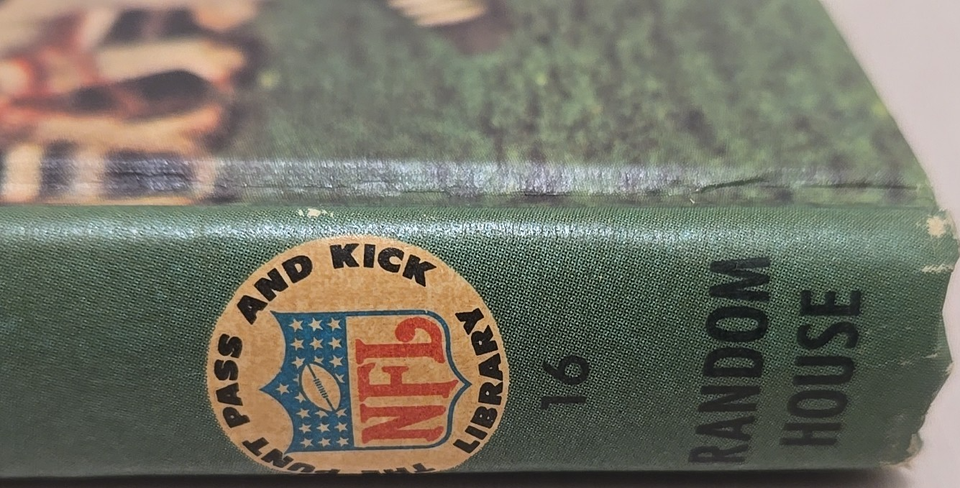 THE PUNT PASS AND KICK LIBRARY
NFL
16
RANDOM
HOUSE